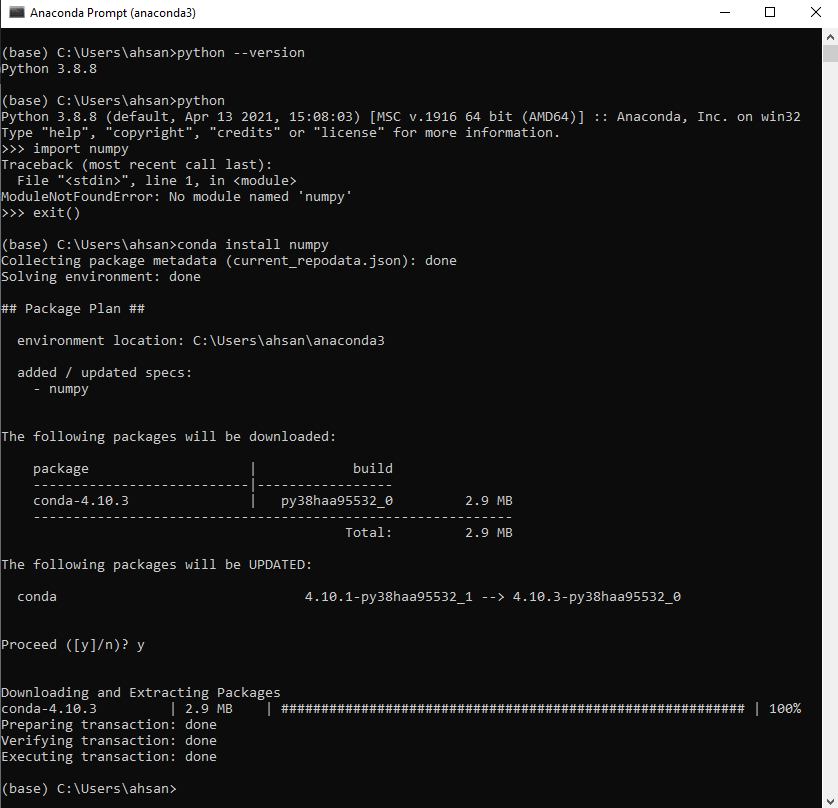 Anaconda Prompt (anaconda3)
(base) C:\Users\ahsan>python --version
Python 3.8.8
(base) C:\Users\ahsan>python
Python 3.8.8 (default, Apr 13 2021, 15:08:03) [MSC v.1916 64 bit (AMD64)] :: Anaconda, Inc. on win32
Type "help", "copyright", "credits" or "license" for more information.
>>> import numpy
Traceback (most recent call last):
  File "<stdin>", line 1, in <module>
ModuleNotFoundError: No module named 'numpy'
>>> exit()
(base) C:\Users\ahsan>conda install numpy
Collecting package metadata (current_repodata.json): done
Solving environment: done
## Package Plan ##
  environment location: C:\Users\ahsan\anaconda3
  added / updated specs:
    - numpy
The following packages will be downloaded:
    package                    |            build
    ---------------------------|-----------------
    conda-4.10.3               |   py38haa95532_0         2.9 MB
    ------------------------------------------------------------
                                           Total:         2.9 MB
The following packages will be UPDATED:
  conda                               4.10.1-py38haa95532_1 --> 4.10.3-py38haa95532_0
Proceed ([y]/n)? y
Downloading and Extracting Packages
conda-4.10.3         | 2.9 MB    | ########################################################## | 100%
Preparing transaction: done
Verifying transaction: done
Executing transaction: done
(base) C:\Users\ahsan>